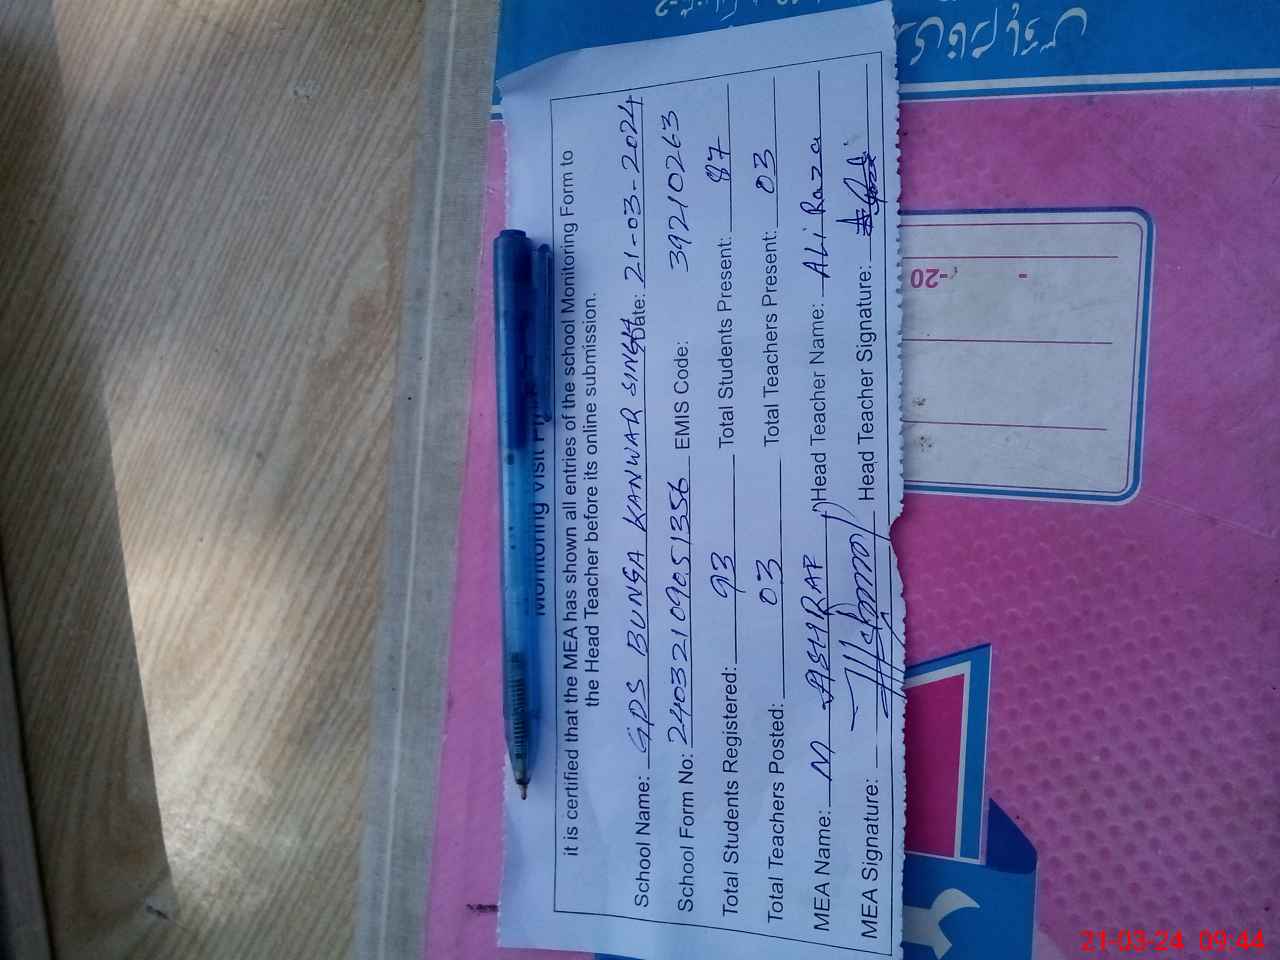 Monitoring Visit
it is certified that the MEA has shown all entries of the school Monitoring Form to
the Head Teacher before its online submission.
School Name: GPS BUNGA KANWAR SINGH Date: 21-03-2024
School Form No: 24032109051356 EMIS Code: 39210263
Total Students Registered: 93 Total Students Present: 87
Total Teachers Posted: 03 Total Teachers Present: 03
MEA Name: M ASHRAF Head Teacher Name: ALi Raza
MEA Signature: Head Teacher Signature:
-20
-
21-03-24 09:44